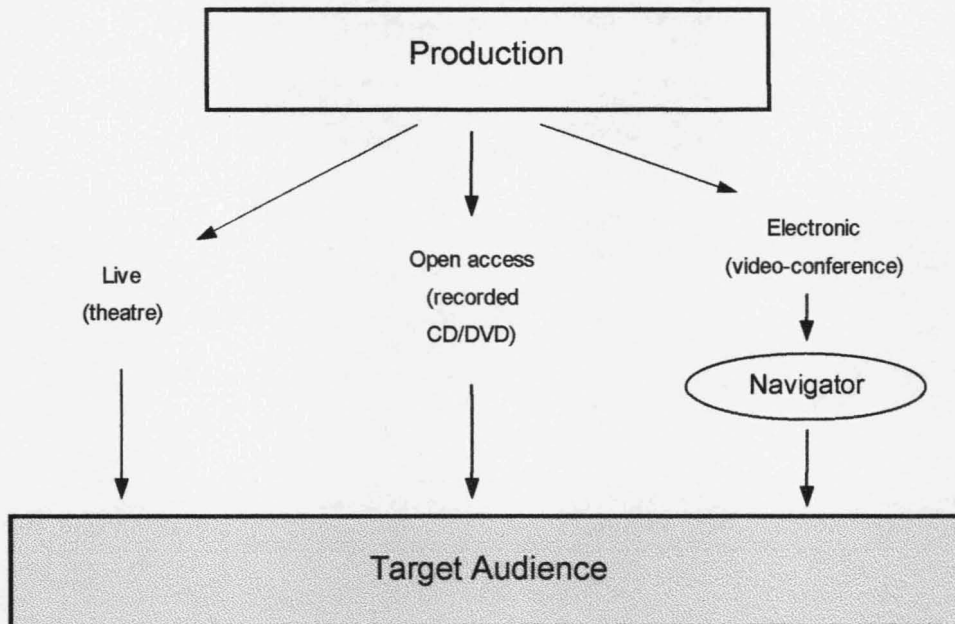 Production
Live
(theatre)
Open access
(recorded
CD/DVD)
Electronic
(video-conference)
Navigator
Target Audience